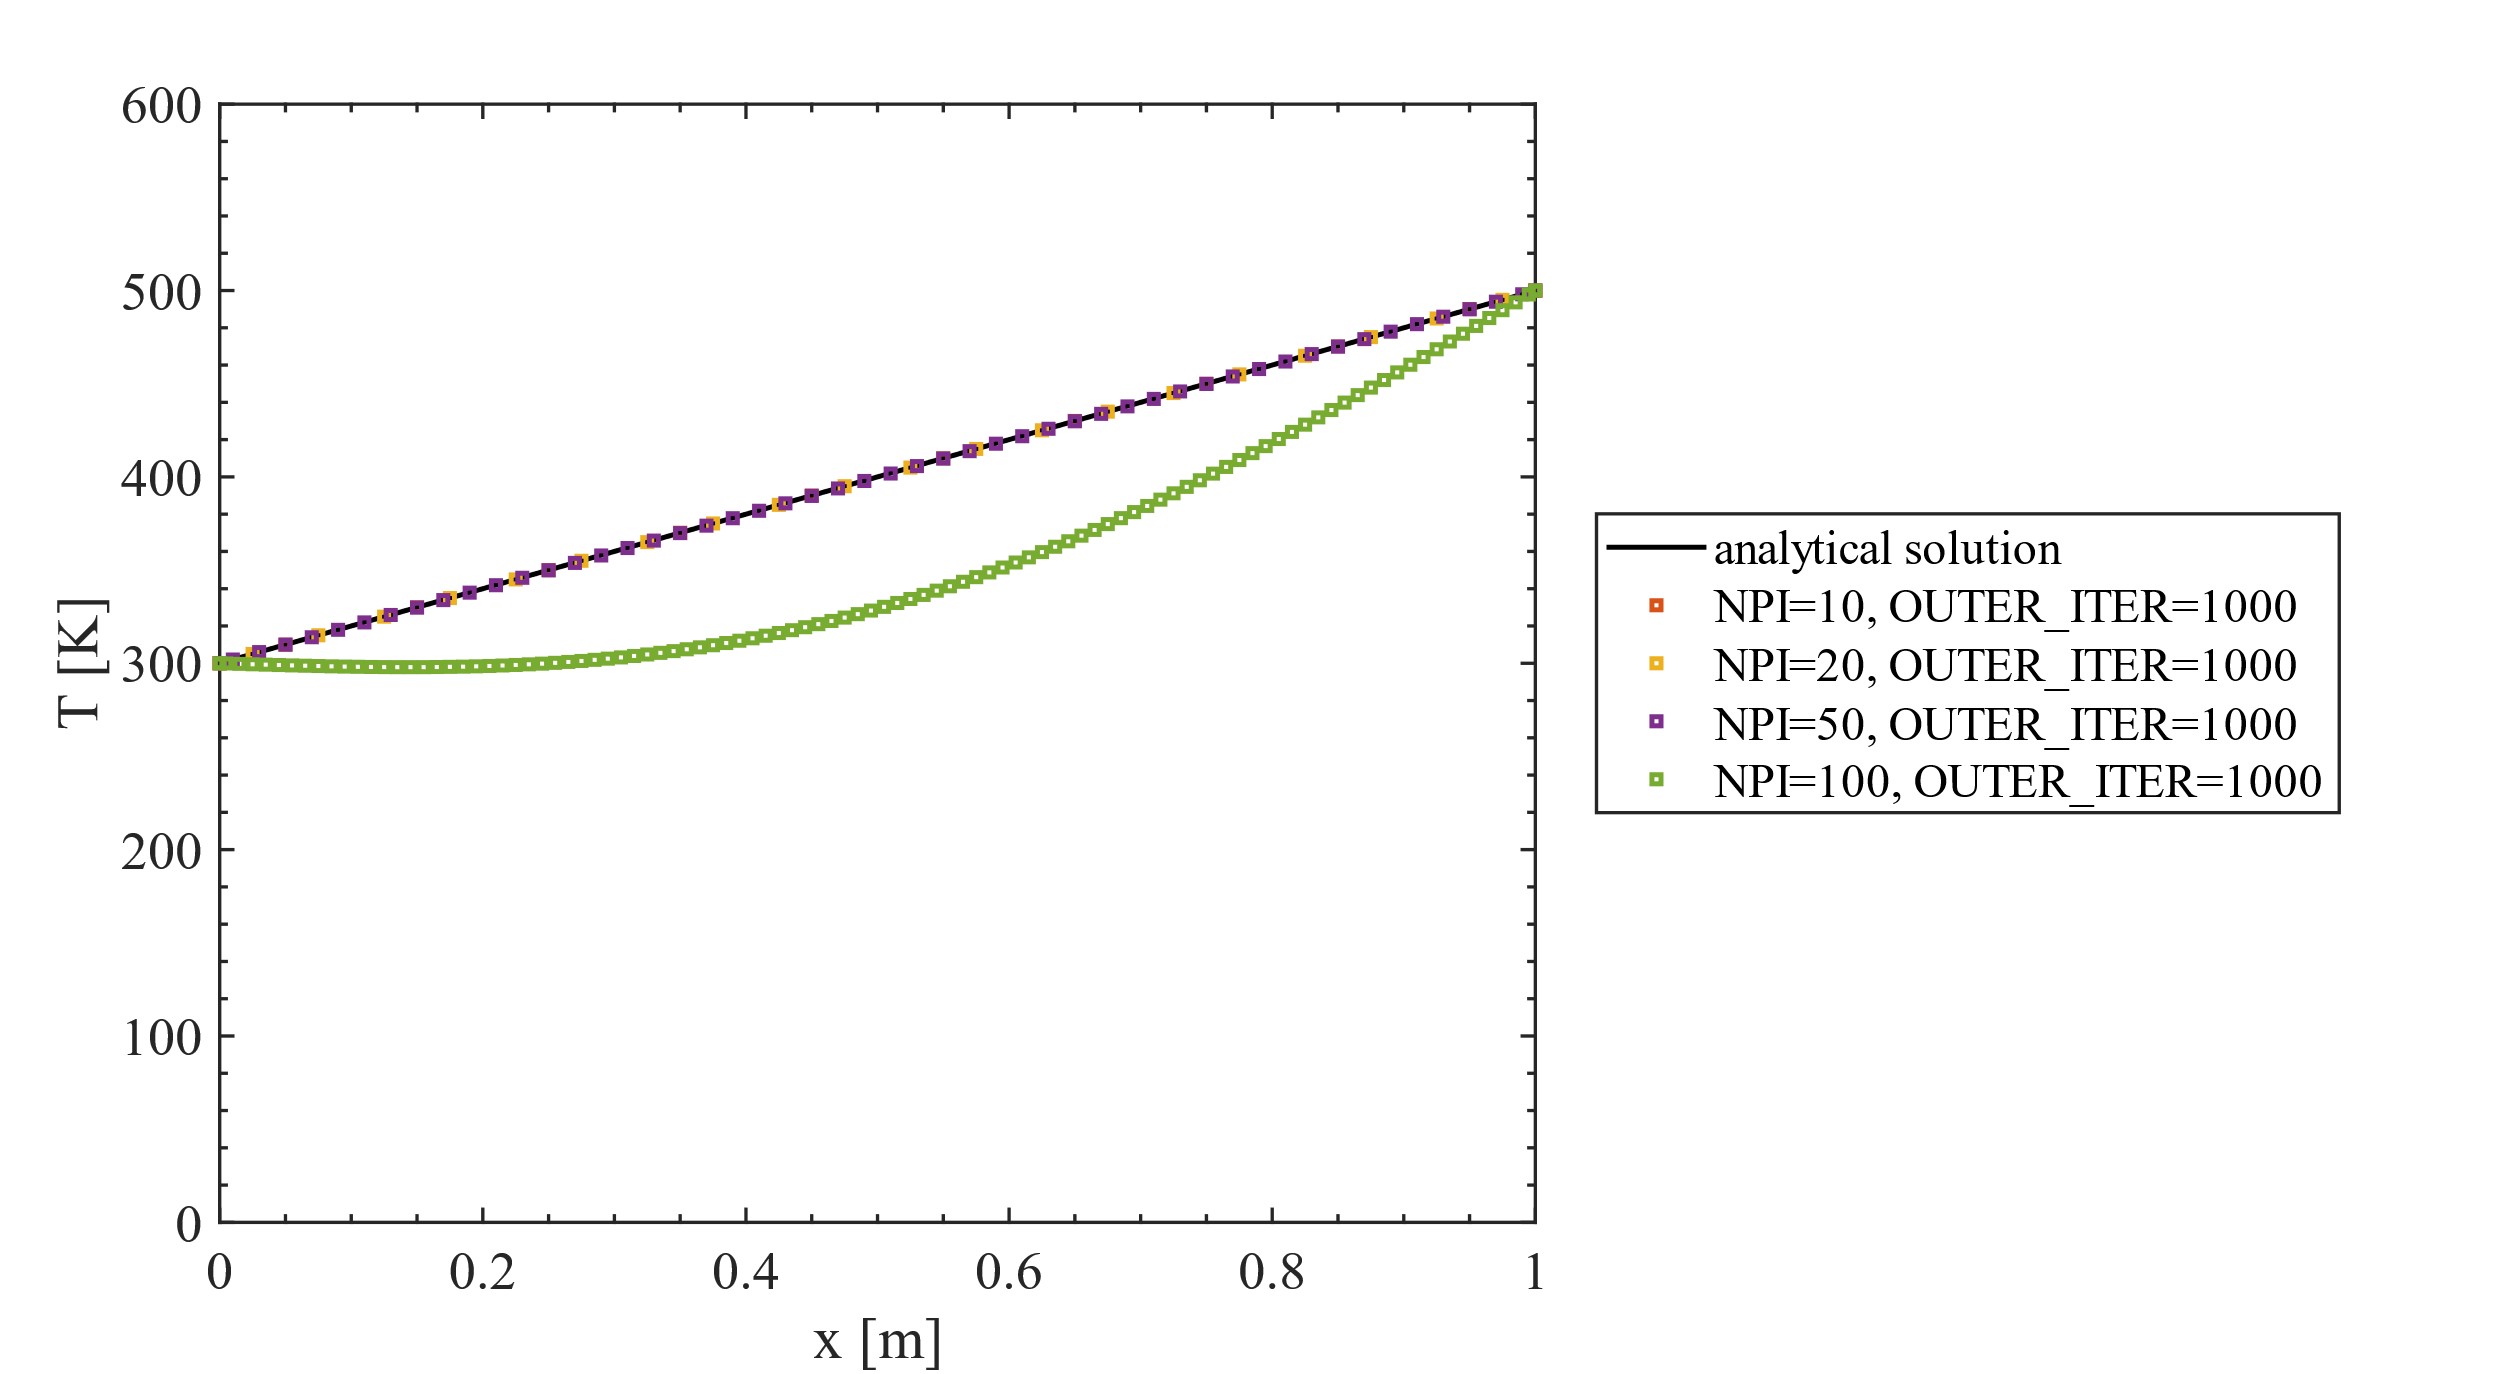 600
500
400
300
200
100
0
T [K]
0
0.2
0.4
0.6
0.8
1
x [m]
analytical solution
NPI=10, OUTER_ITER=1000
NPI=20, OUTER_ITER=1000
NPI=50, OUTER_ITER=1000
NPI=100, OUTER_ITER=1000